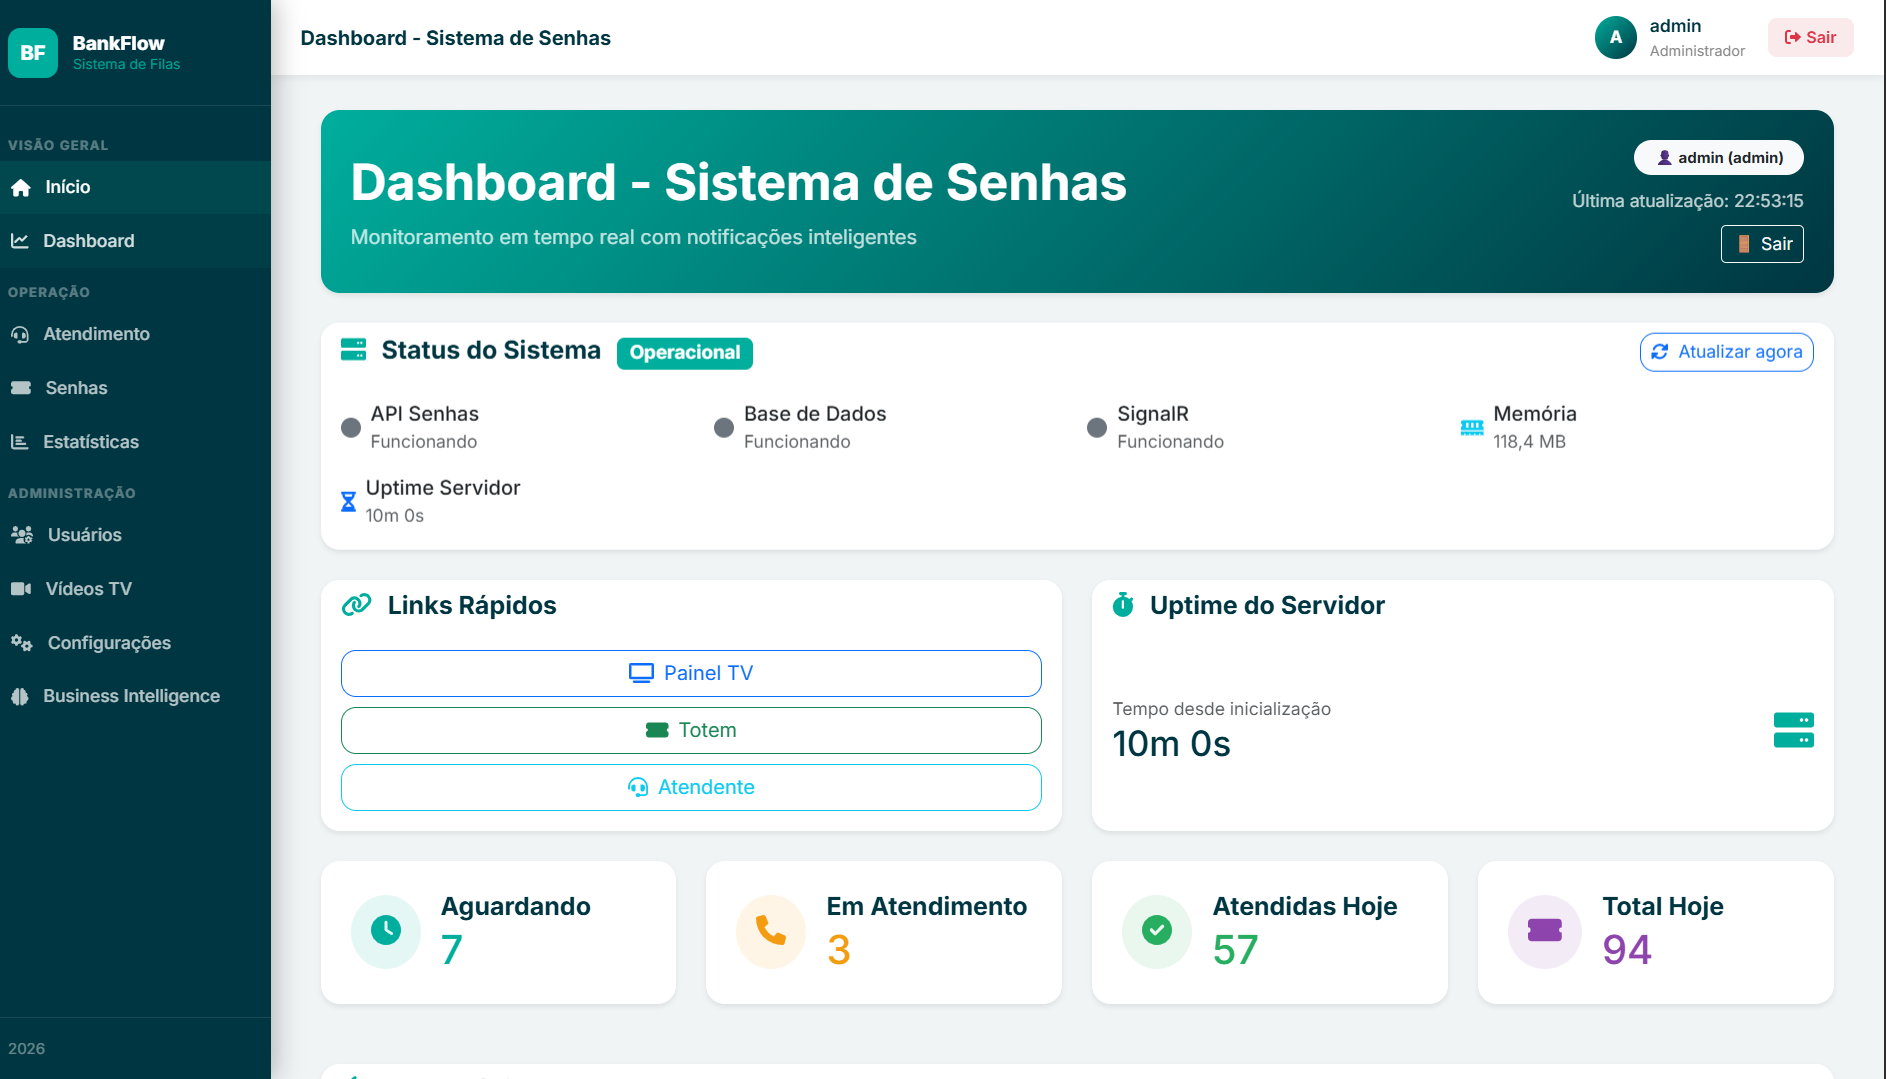 BF
BankFlow
Sistema de Filas
VISÃO GERAL
Início
Dashboard
OPERAÇÃO
Atendimento
Senhas
Estatísticas
ADMINISTRAÇÃO
Usuários
Vídeos TV
Configurações
Business Intelligence
2026
Dashboard - Sistema de Senhas
A
admin
Administrador
Sair
Dashboard - Sistema de Senhas
Monitoramento em tempo real com notificações inteligentes
admin (admin)
Última atualização: 22:53:15
Sair
Status do Sistema
Operacional
Atualizar agora
API Senhas
Funcionando
Base de Dados
Funcionando
SignalR
Funcionando
Memória
118,4 MB
Uptime Servidor
10m 0s
Links Rápidos
Painel TV
Totem
Atendente
Uptime do Servidor
Tempo desde inicialização
10m 0s
Aguardando
7
Em Atendimento
3
Atendidas Hoje
57
Total Hoje
94